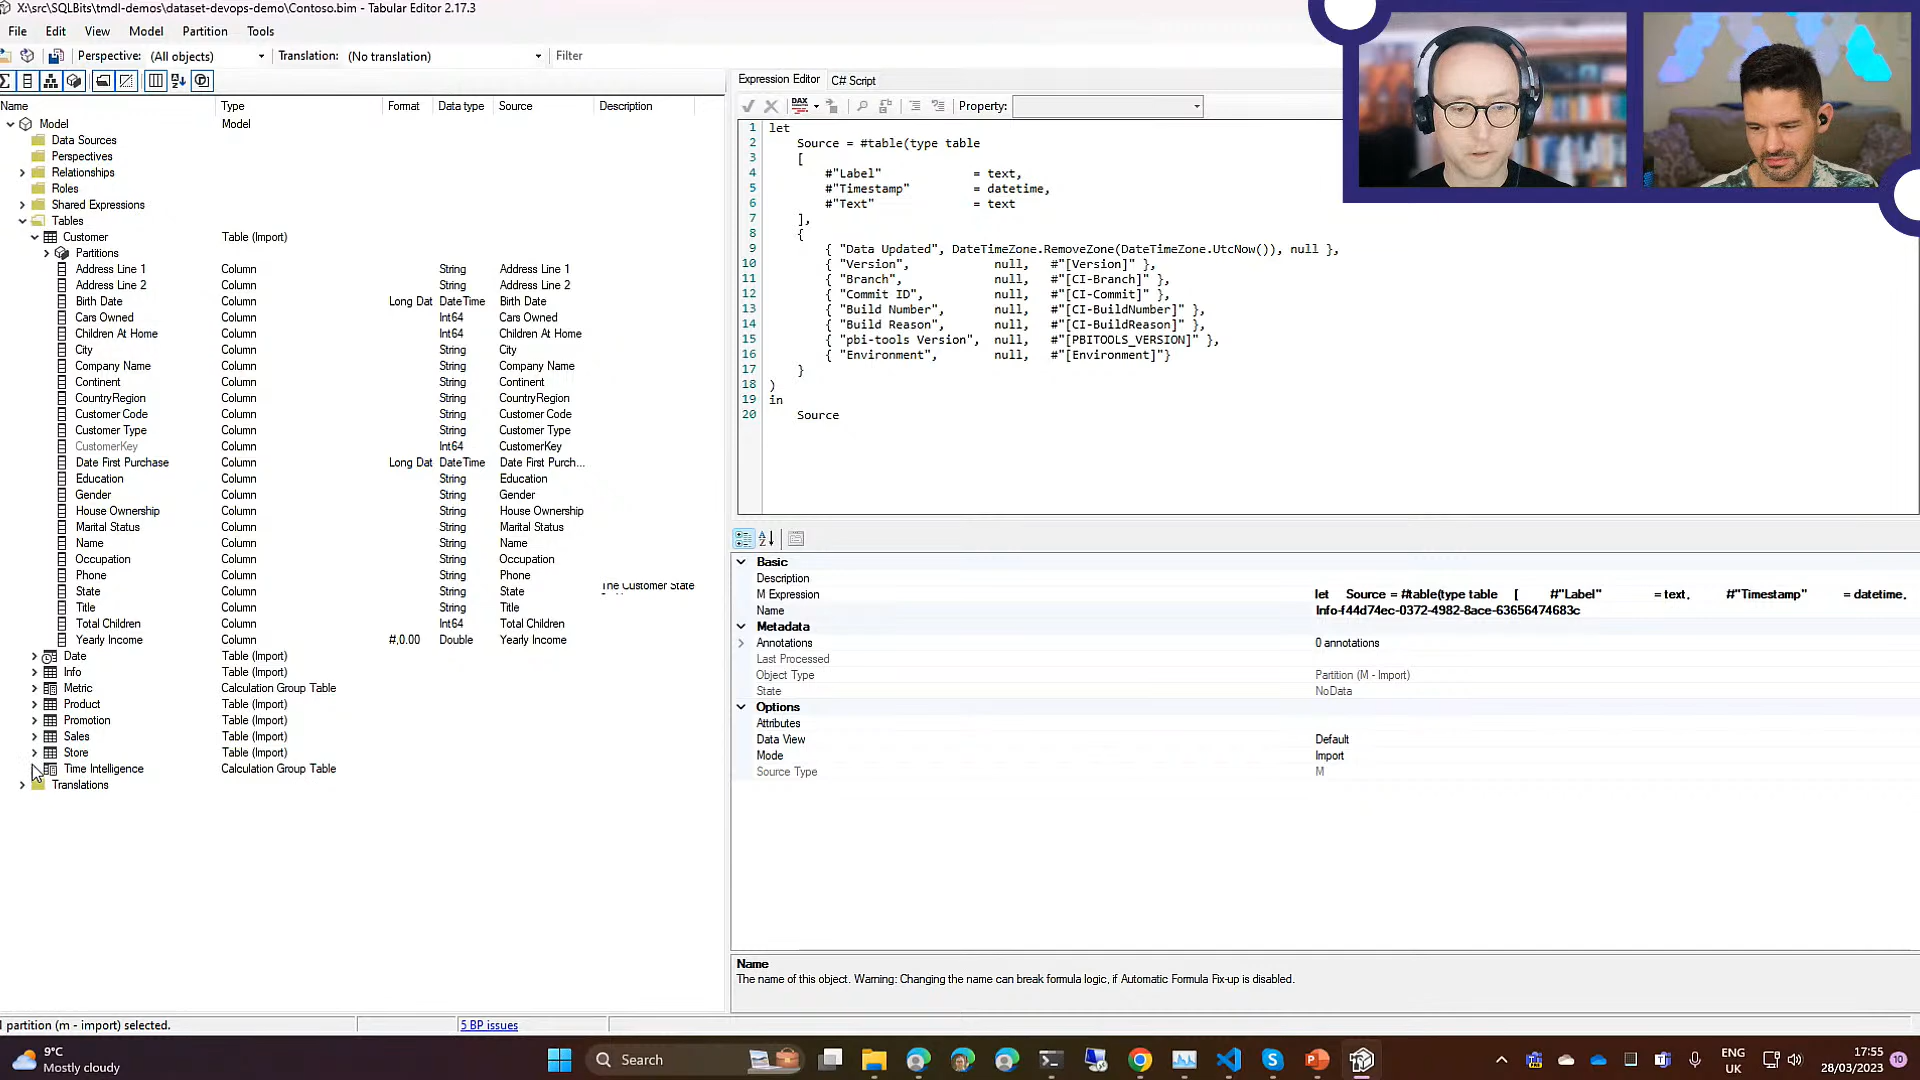 X:\src\SQLBits\tmdl-demos\dataset-devops-demo\Contoso.bim - Tabular Editor 2.17.3
File Edit View Model Partition Tools
Perspective: (All objects) Translation: (No translation) Filter
Name Type Format Data type Source Description
Model Model
Data Sources
Perspectives
Relationships
Roles
Shared Expressions
Tables
Customer Table (Import)
Partitions
Address Line 1 Column String Address Line 1
Address Line 2 Column String Address Line 2
Birth Date Column Long Dat DateTime Birth Date
Cars Owned Column Int64 Cars Owned
Children At Home Column Int64 Children At Home
City Column String City
Company Name Column String Company Name
Continent Column String Continent
CountryRegion Column String CountryRegion
Customer Code Column String Customer Code
Customer Type Column String Customer Type
CustomerKey Column Int64 CustomerKey
Date First Purchase Column Long Dat DateTime Date First Purch...
Education Column String Education
Gender Column String Gender
House Ownership Column String House Ownership
Marital Status Column String Marital Status
Name Column String Name
Occupation Column String Occupation
Phone Column String Phone
State Column String State The Customer State
Title Column String Title
Total Children Column Int64 Total Children
Yearly Income Column #,0.00 Double Yearly Income
Date Table (Import)
Info Table (Import)
Metric Calculation Group Table
Product Table (Import)
Promotion Table (Import)
Sales Table (Import)
Store Table (Import)
Time Intelligence Calculation Group Table
Translations
Expression Editor C# Script
DAX Property:
1 let
2 Source = #table(type table
3 [
4 #"Label" = text,
5 #"Timestamp" = datetime,
6 #"Text" = text
7 ],
8 {
9 { "Data Updated", DateTimeZone.RemoveZone(DateTimeZone.UtcNow()), null },
10 { "Version", null, #"[Version]" },
11 { "Branch", null, #"[CI-Branch]" },
12 { "Commit ID", null, #"[CI-Commit]" },
13 { "Build Number", null, #"[CI-BuildNumber]" },
14 { "Build Reason", null, #"[CI-BuildReason]" },
15 { "pbi-tools Version", null, #"[PBITOOLS_VERSION]" },
16 { "Environment", null, #"[Environment]"}
17 }
18 )
19 in
20 Source
Basic
Description
M Expression let Source = #table(type table [ #"Label" = text, #"Timestamp" = datetime,
Name Info-f44d74ec-0372-4982-8ace-63656474683c
Metadata
Annotations 0 annotations
Last Processed
Object Type Partition (M - Import)
State NoData
Options
Attributes
Data View Default
Mode Import
Source Type M
Name
The name of this object. Warning: Changing the name can break formula logic, if Automatic Formula Fix-up is disabled.
partition (m - import) selected. 5 BP issues
9°C
Mostly cloudy
Search
ENG
UK
17:55
28/03/2023
10